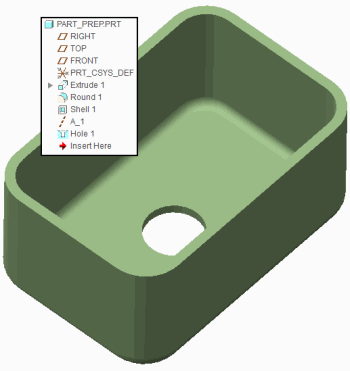 PART_PREP.PRT
RIGHT
TOP
FRONT
PRT_CSYS_DEF
Extrude 1
Round 1
Shell 1
A_1
Hole 1
Insert Here